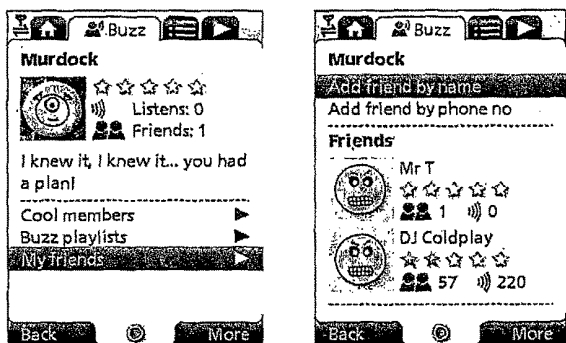 Buzz
Murdock
Listens: 0
Friends: 1
I knew it, I knew it... you had
a plan!
Cool members
Buzz playlists
My friends
Back
More
Buzz
Murdock
Add friend by name
Add friend by phone no
Friends
Mr T
1
0
DJ Coldplay
57
220
Back
More